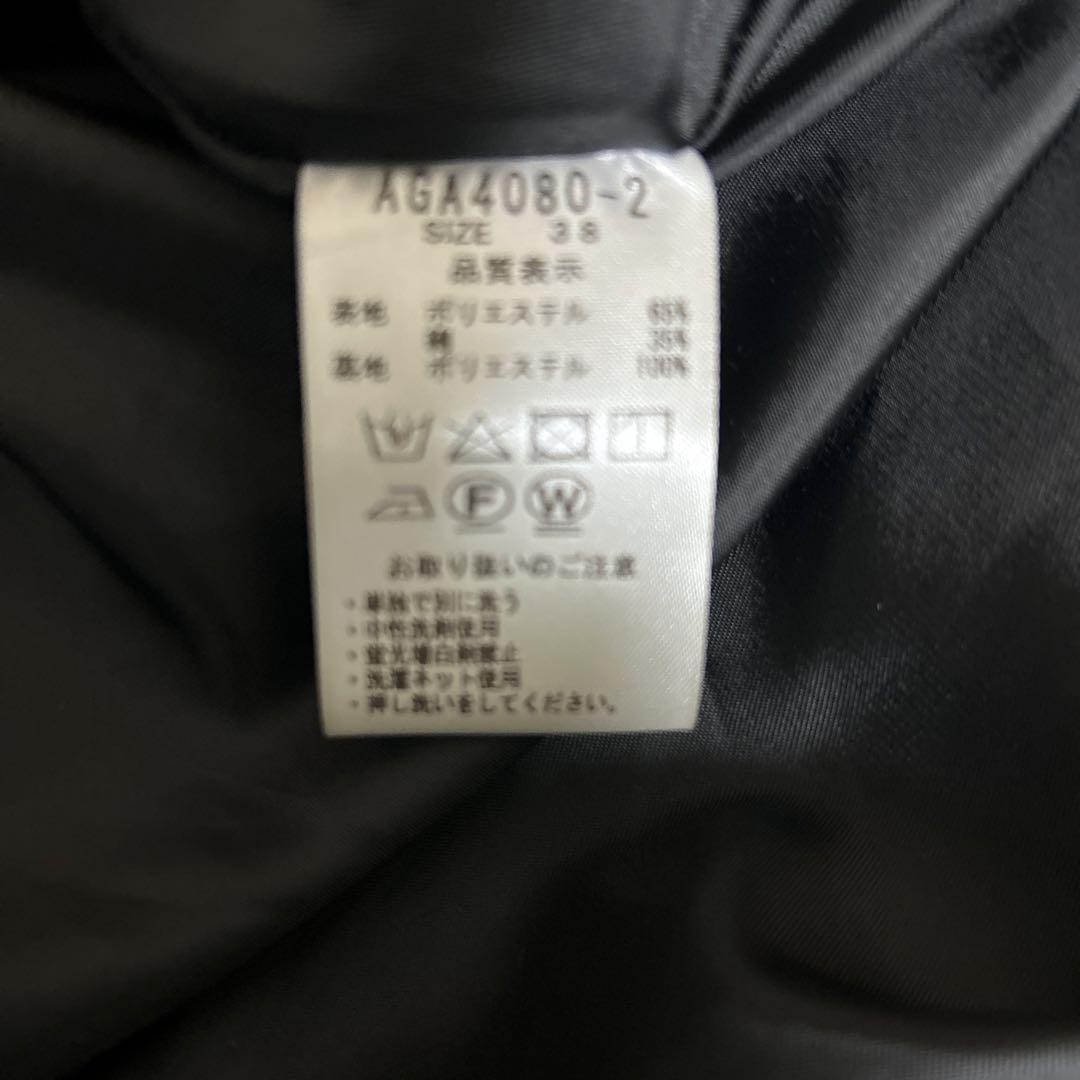 AGA4080-2
SIZE 38
品質表示
表地 ポリエステル 65%
綿 35%
裏地 ポリエステル 100%
F W
お取り扱いのご注意
・単独で別に洗う
・中性洗剤使用
・蛍光増白剤禁止
・洗濯ネット使用
・押し洗いをしてください。